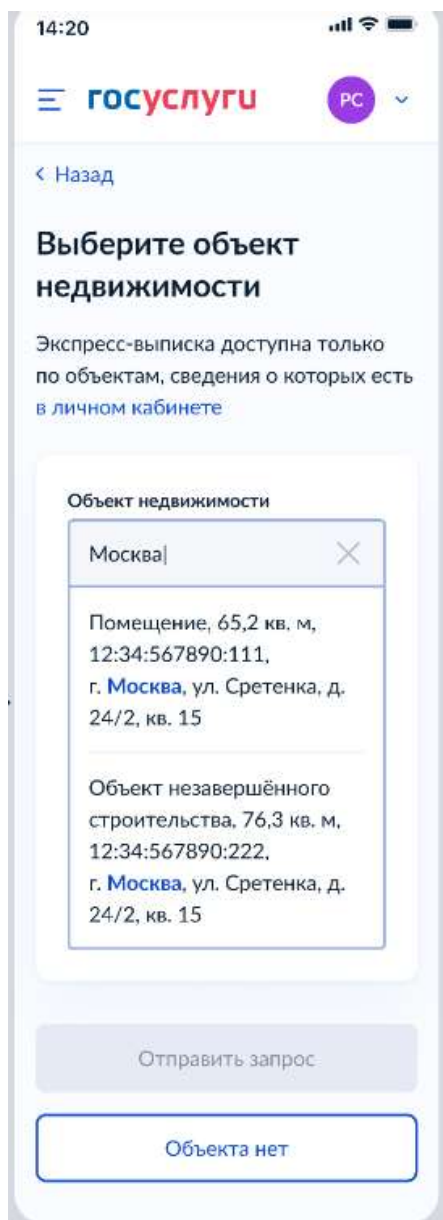 14:20
госуслуги
РС
Назад
Выберите объект
недвижимости
Экспресс-выписка доступна только
по объектам, сведения о которых есть
в личном кабинете
Объект недвижимости
Москва
Помещение, 65,2 кв. м,
12:34:567890:111,
г. Москва, ул. Сретенка, д.
24/2, кв. 15
Объект незавершённого
строительства, 76,3 кв. м,
12:34:567890:222,
г. Москва, ул. Сретенка, д.
24/2, кв. 15
Отправить запрос
Объекта нет